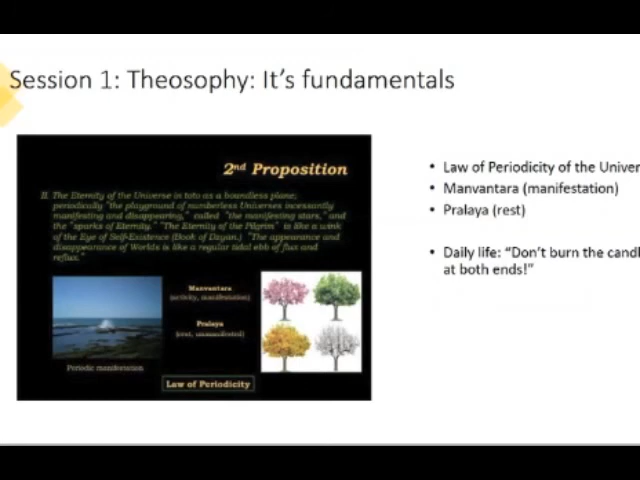 Session 1: Theosophy: It's fundamentals
2nd Proposition
II. The Eternity of the Universe in toto as a boundless plane;
periodically "the playground of numberless Universes incessantly
manifesting and disappearing," called "the manifesting stars," and
the "sparks of Eternity." "The Eternity of the Pilgrim" is like a wink
of the Eye of Self-Existence (Book of Dzyan.) "The appearance and
disappearance of Worlds is like a regular tidal ebb of flux and
reflux."
Manvantara
(activity, manifestation)
Pralaya
(rest, unmanifested)
Periodic manifestation
Law of Periodicity
• Law of Periodicity of the Univer
• Manvantara (manifestation)
• Pralaya (rest)
• Daily life: "Don't burn the candl
at both ends!"